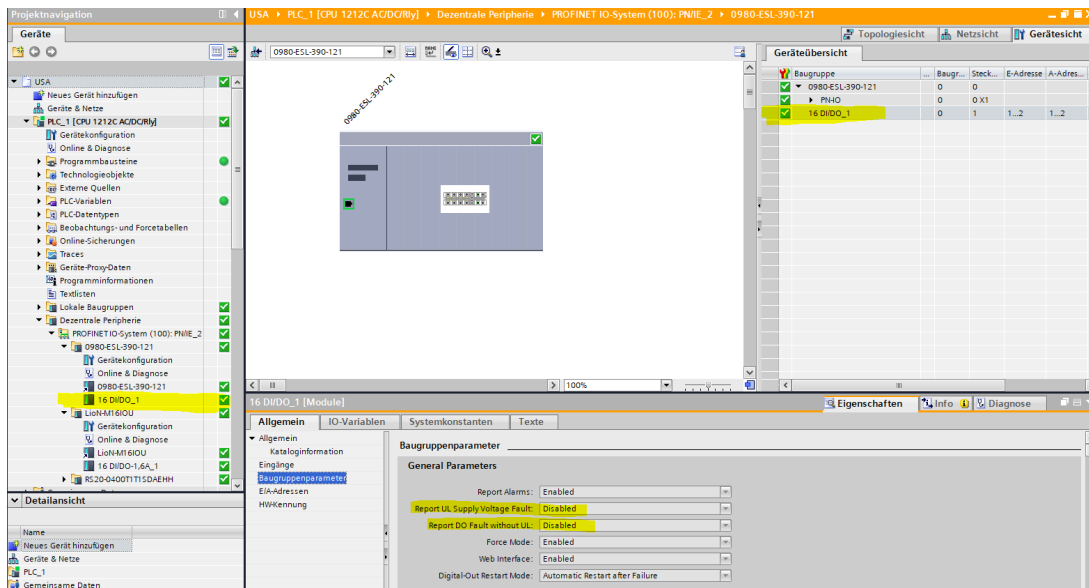 Projektnavigation
USA ▸ PLC_1 [CPU 1212C AC/DC/Rly] ▸ Dezentrale Peripherie ▸ PROFINET IO-System (100): PN/IE_2 ▸ 0980-ESL-390-121
Geräte
Topologiesicht
Netzsicht
Gerätesicht
USA
Neues Gerät hinzufügen
Geräte & Netze
PLC_1 [CPU 1212C AC/DC/Rly]
Gerätekonfiguration
Online & Diagnose
Programmbausteine
Technologieobjekte
Externe Quellen
PLC-Variablen
PLC-Datentypen
Beobachtungs- und Forcetabellen
Online-Sicherungen
Traces
Geräte-Proxy-Daten
Programminformationen
Textlisten
Lokale Baugruppen
Dezentrale Peripherie
PROFINET IO-System (100): PN/IE_2
0980-ESL-390-121
Gerätekonfiguration
Online & Diagnose
0980-ESL-390-121
16 DI/DO_1
LioN-M16IOU
Gerätekonfiguration
Online & Diagnose
LioN-M16IOU
16 DI/DO-1,6A_1
RS20-0400T1T1SDAEHH
Detailansicht
Name
Neues Gerät hinzufügen
Geräte & Netze
PLC_1
Gemeinsame Daten
0980-ESL-390-121
0980-ESL-390-121
100%
Geräteübersicht
Baugruppe ... Baugr... Steck... E-Adresse A-Adres...
0980-ESL-390-121 0 0
PN-IO 0 0 X1
16 DI/DO_1 0 1 1...2 1...2
16 DI/DO_1 [Module]
Eigenschaften
Info
Diagnose
Allgemein
IO-Variablen
Systemkonstanten
Texte
Allgemein
Kataloginformation
Eingänge
Baugruppenparameter
E/A-Adressen
HW-Kennung
Baugruppenparameter
General Parameters
Report Alarms: Enabled
Report UL Supply Voltage Fault: Disabled
Report DO Fault without UL: Disabled
Force Mode: Enabled
Web Interface: Enabled
Digital-Out Restart Mode: Automatic Restart after Failure